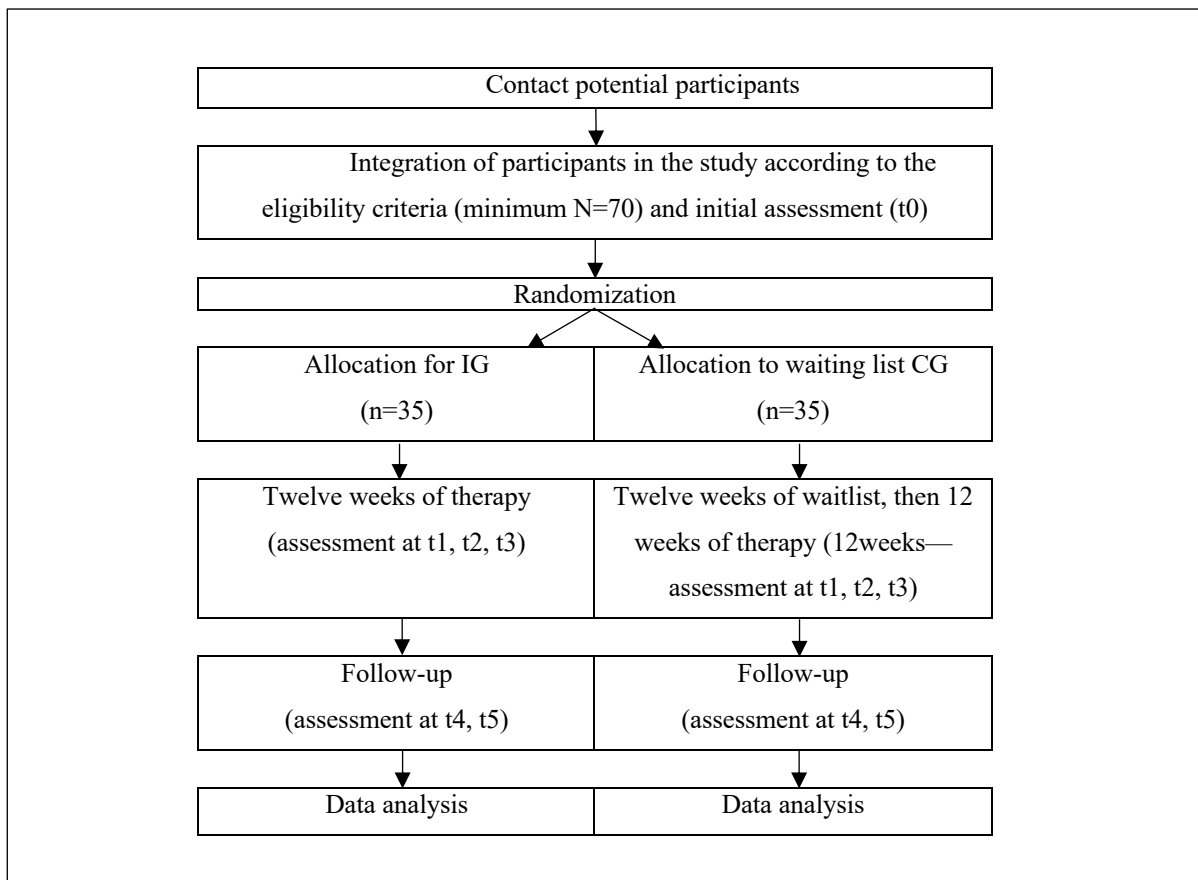 Contact potential participants
Integration of participants in the study according to the
eligibility criteria (minimum N=70) and initial assessment (t0)
Randomization
Allocation for IG
(n=35)
Allocation to waiting list CG
(n=35)
Twelve weeks of therapy
(assessment at t1, t2, t3)
Twelve weeks of waitlist, then 12
weeks of therapy (12weeks—
assessment at t1, t2, t3)
Follow-up
(assessment at t4, t5)
Follow-up
(assessment at t4, t5)
Data analysis
Data analysis